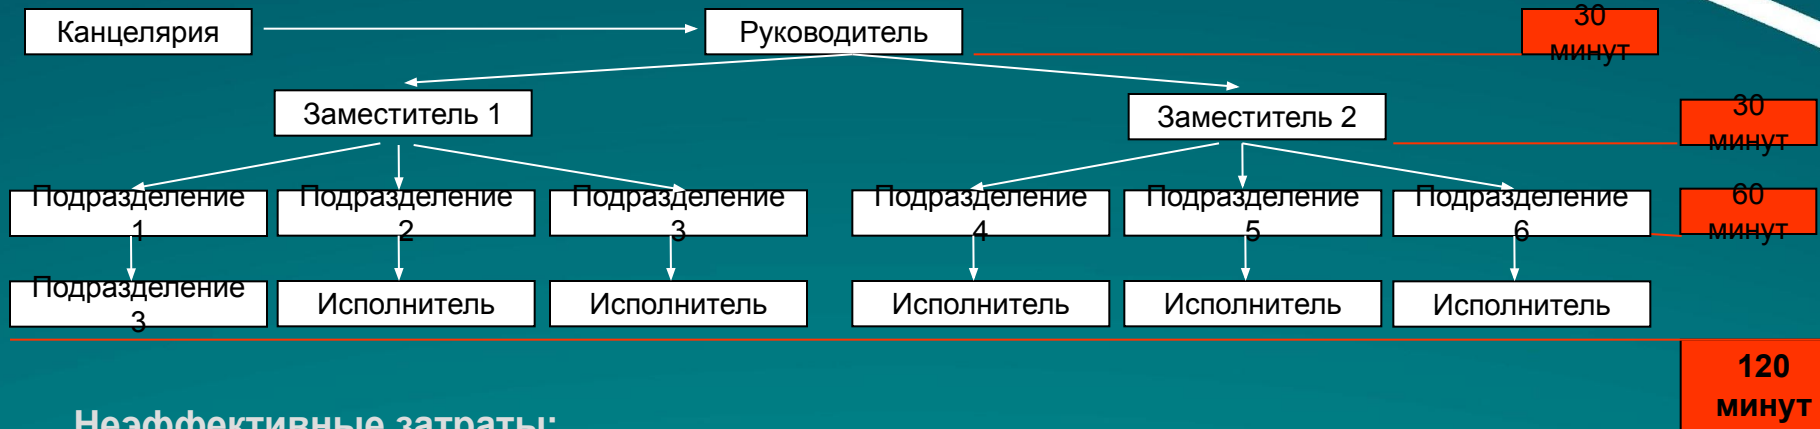 Канцелярия
Руководитель
30
минут
Заместитель 1
Заместитель 2
30
минут
Подразделение
1
Подразделение
2
Подразделение
3
Подразделение
4
Подразделение
5
Подразделение
6
60
минут
Подразделение
3
Исполнитель
Исполнитель
Исполнитель
Исполнитель
Исполнитель
120
минут
Неэффективные затраты: